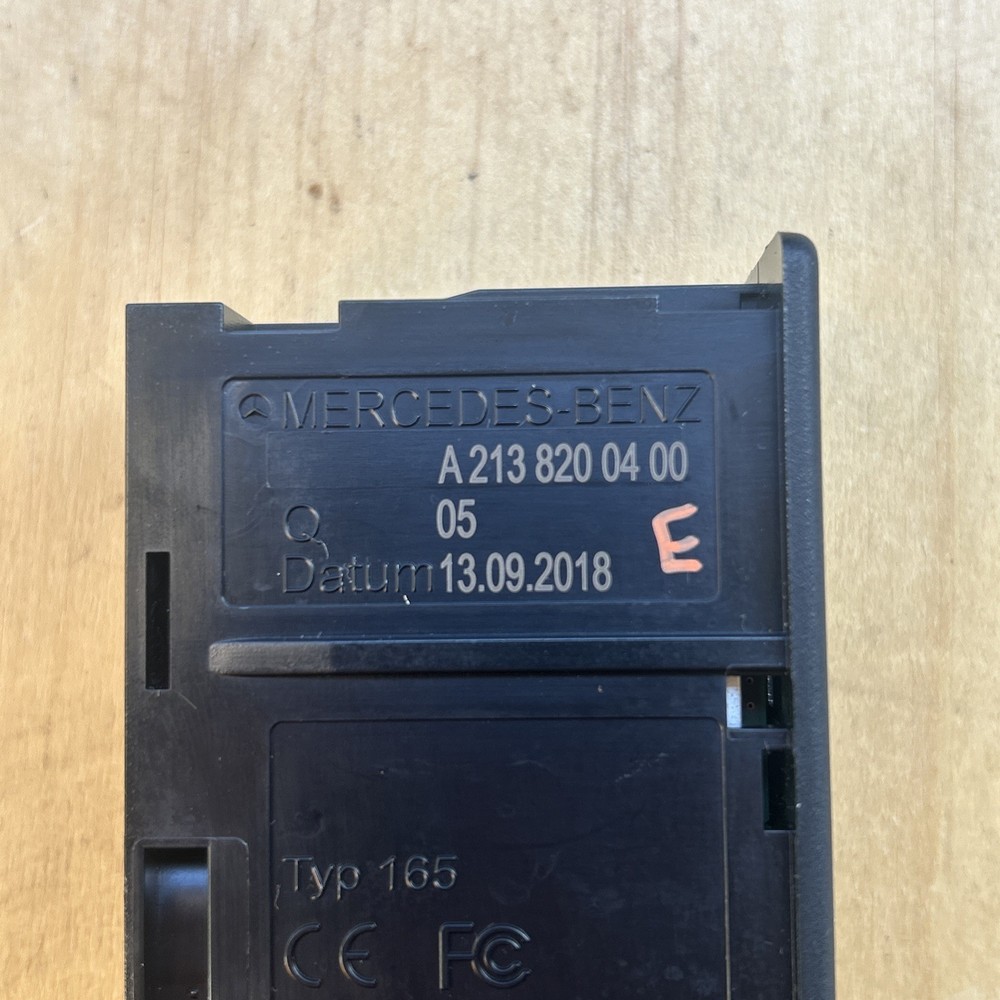 MERCEDES-BENZ
A 213 820 04 00
Q 05
Datum 13.09.2018
E
Typ 165
CE FC